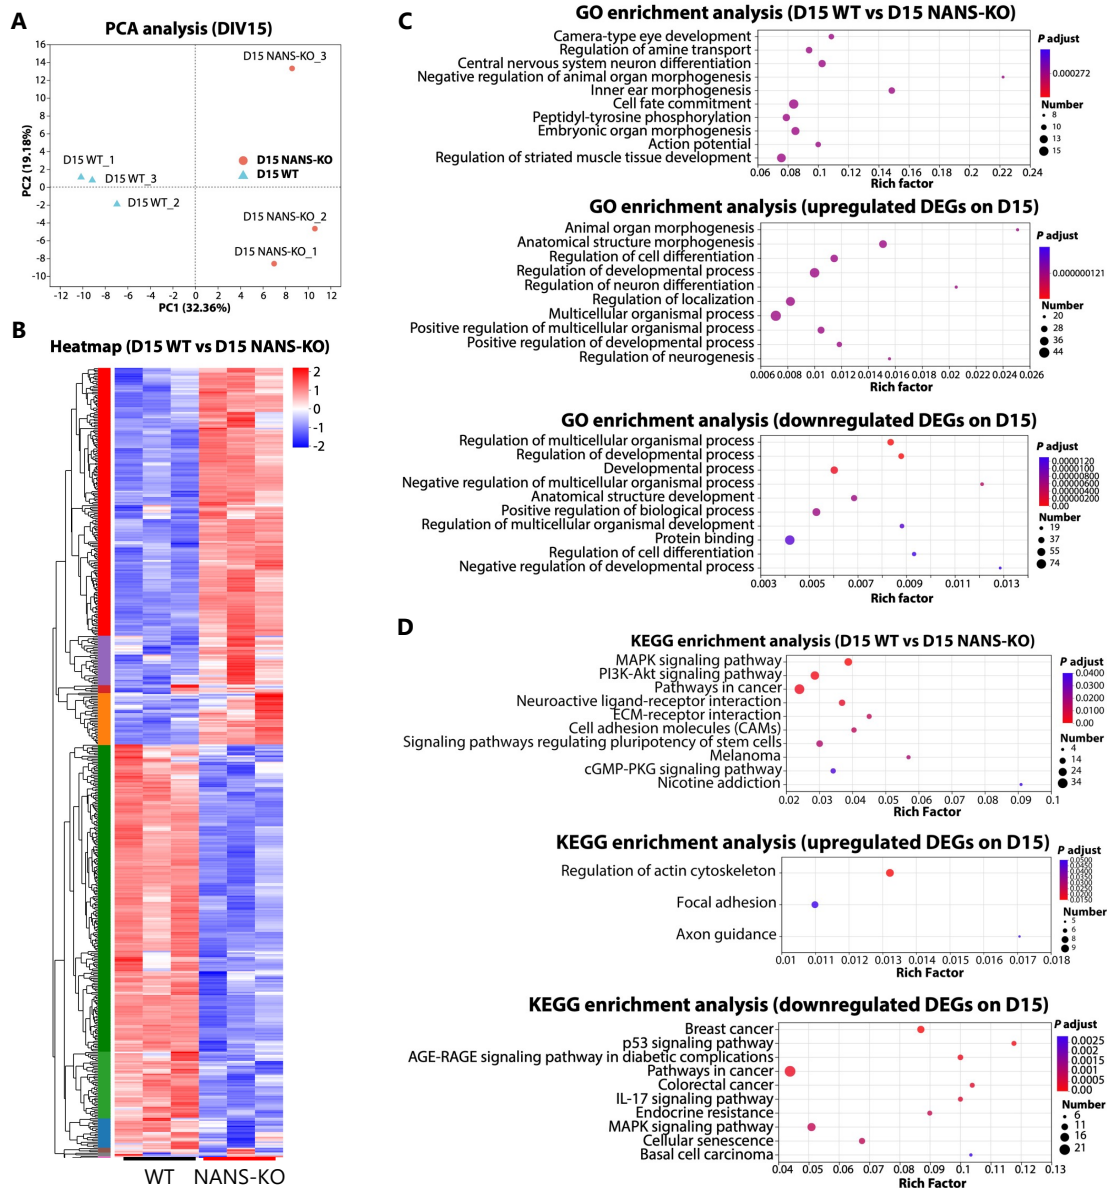 A
PCA analysis (DIV15)
PC2 (19.18%)
16
14
12
10
8
6
4
2
0
-2
-4
-6
-8
-10
D15 NANS-KO_3
D15 WT_1
D15 WT_3
D15 WT_2
D15 NANS-KO
D15 WT
D15 NANS-KO_2
D15 NANS-KO_1
-12 -10 -8 -6 -4 -2 0 2 4 6 8 10 12
PC1 (32.36%)
B
Heatmap (D15 WT vs D15 NANS-KO)
2
1
0
-1
-2
WT NANS-KO
C
GO enrichment analysis (D15 WT vs D15 NANS-KO)
Camera-type eye development
Regulation of amine transport
Central nervous system neuron differentiation
Negative regulation of animal organ morphogenesis
Inner ear morphogenesis
Cell fate commitment
Peptidyl-tyrosine phosphorylation
Embryonic organ morphogenesis
Action potential
Regulation of striated muscle tissue development
0.06 0.08 0.1 0.12 0.14 0.16 0.18 0.2 0.22 0.24
Rich factor
P adjust
0.000272
Number
8
10
13
15
GO enrichment analysis (upregulated DEGs on D15)
Animal organ morphogenesis
Anatomical structure morphogenesis
Regulation of cell differentiation
Regulation of developmental process
Regulation of neuron differentiation
Regulation of localization
Multicellular organismal process
Positive regulation of multicellular organismal process
Positive regulation of developmental process
Regulation of neurogenesis
0.006 0.008 0.01 0.012 0.014 0.016 0.018 0.02 0.022 0.024 0.026
Rich factor
P adjust
0.000000121
Number
20
28
36
44
GO enrichment analysis (downregulated DEGs on D15)
Regulation of multicellular organismal process
Regulation of developmental process
Developmental process
Negative regulation of multicellular organismal process
Anatomical structure development
Positive regulation of biological process
Regulation of multicellular organismal development
Protein binding
Regulation of cell differentiation
Negative regulation of developmental process
0.003 0.005 0.007 0.009 0.011 0.013
Rich factor
P adjust
0.0000120
0.0000100
0.00000800
0.00000600
0.00000400
0.00000200
0.00
Number
19
37
55
74
D
KEGG enrichment analysis (D15 WT vs D15 NANS-KO)
MAPK signaling pathway
PI3K-Akt signaling pathway
Pathways in cancer
Neuroactive ligand-receptor interaction
ECM-receptor interaction
Cell adhesion molecules (CAMs)
Signaling pathways regulating pluripotency of stem cells
Melanoma
cGMP-PKG signaling pathway
Nicotine addiction
0.02 0.03 0.04 0.05 0.06 0.07 0.08 0.09 0.1
Rich Factor
P adjust
0.0400
0.0300
0.0200
0.0100
0.00
Number
4
14
24
34
KEGG enrichment analysis (upregulated DEGs on D15)
Regulation of actin cytoskeleton
Focal adhesion
Axon guidance
0.01 0.011 0.012 0.013 0.014 0.015 0.016 0.017 0.018
Rich Factor
P adjust
0.0500
0.0450
0.0400
0.0350
0.0300
0.0250
0.0200
0.0150
Number
5
6
8
9
KEGG enrichment analysis (downregulated DEGs on D15)
Breast cancer
p53 signaling pathway
AGE-RAGE signaling pathway in diabetic complications
Pathways in cancer
Colorectal cancer
IL-17 signaling pathway
Endocrine resistance
MAPK signaling pathway
Cellular senescence
Basal cell carcinoma
0.04 0.05 0.06 0.07 0.08 0.09 0.1 0.11 0.12 0.13
Rich Factor
P adjust
0.0025
0.002
0.0015
0.001
0.0005
0.00
Number
6
11
16
21